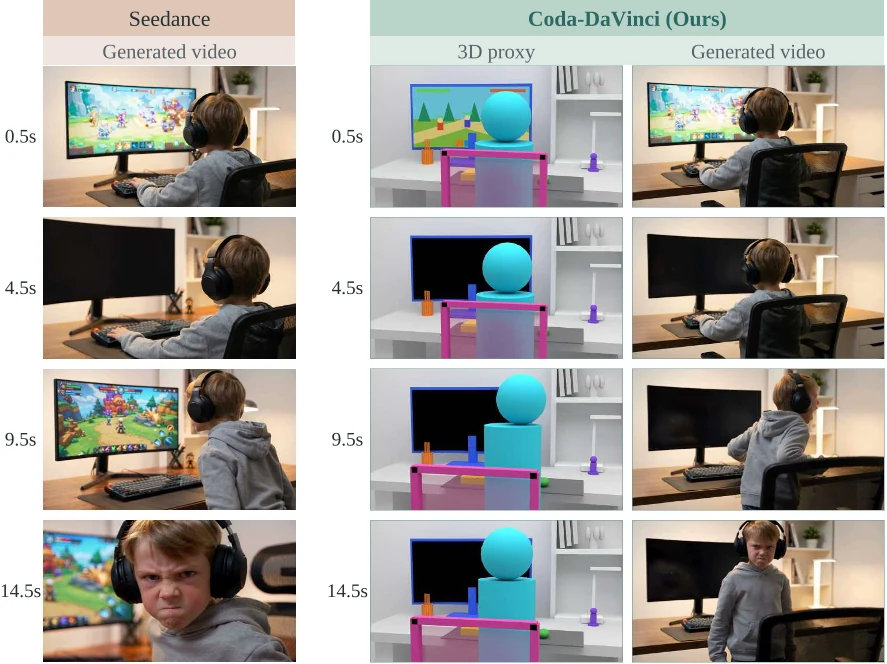 Seedance
Coda-DaVinci (Ours)
Generated video
3D proxy
Generated video
0.5s
0.5s
4.5s
4.5s
9.5s
9.5s
14.5s
14.5s